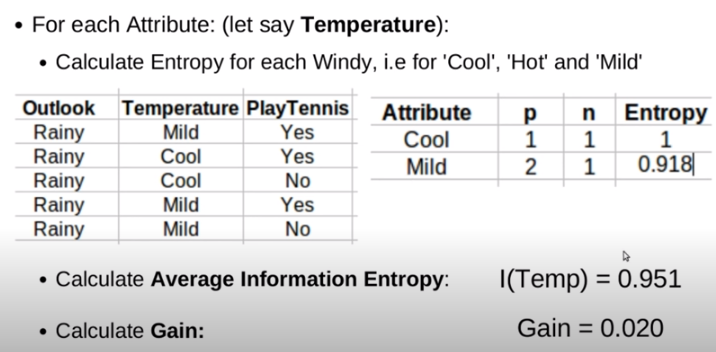 • For each Attribute: (let say Temperature):
• Calculate Entropy for each Windy, i.e for 'Cool', 'Hot' and 'Mild'
Outlook Temperature PlayTennis
Rainy Mild Yes
Rainy Cool Yes
Rainy Cool No
Rainy Mild Yes
Rainy Mild No
Attribute p n Entropy
Cool 1 1 1
Mild 2 1 0.918
• Calculate Average Information Entropy: I(Temp) = 0.951
• Calculate Gain: Gain = 0.020